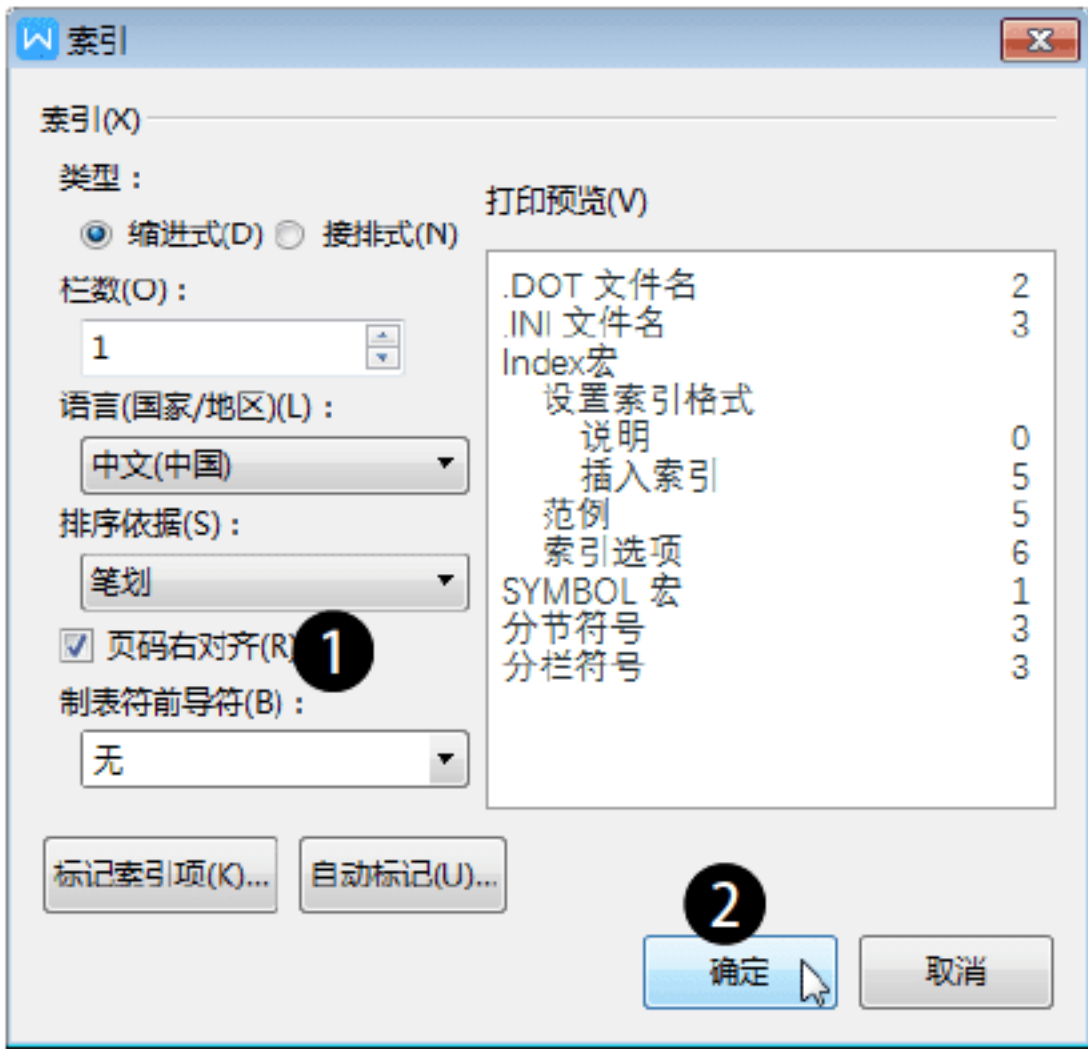 索引
索引(X)
类型：
缩进式(D) 接排式(N)
栏数(O)：
1
语言(国家/地区)(L)：
中文(中国)
排序依据(S)：
笔划
页码右对齐(R)
1
制表符前导符(B)：
无
打印预览(V)
.DOT 文件名 2
.INI 文件名 3
Index宏
设置索引格式
说明 0
插入索引 5
范例 5
索引选项 6
SYMBOL 宏 1
分节符号 3
分栏符号 3
标记索引项(K)... 自动标记(U)...
2
确定 取消